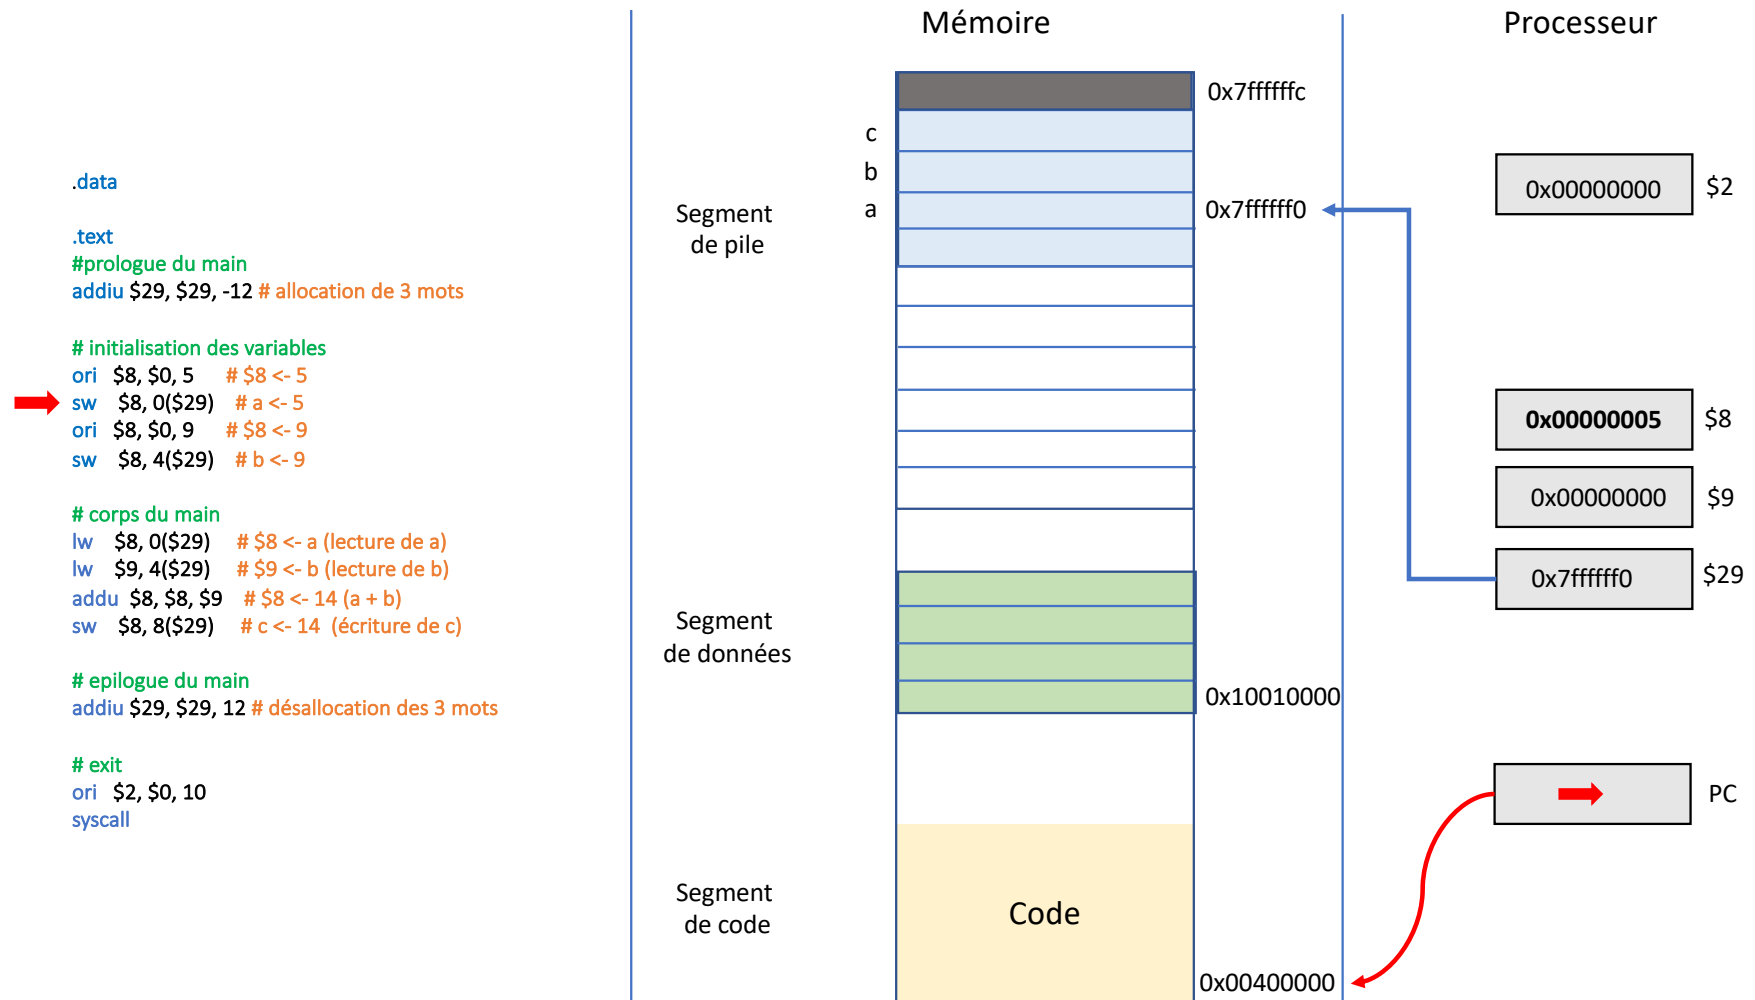 .data
.text
#prologue du main
addiu $29, $29, -12 # allocation de 3 mots
# initialisation des variables
ori $8, $0, 5 # $8 <- 5
sw $8, 0($29) # a <- 5
ori $8, $0, 9 # $8 <- 9
sw $8, 4($29) # b <- 9
# corps du main
lw $8, 0($29) # $8 <- a (lecture de a)
lw $9, 4($29) # $9 <- b (lecture de b)
addu $8, $8, $9 # $8 <- 14 (a + b)
sw $8, 8($29) # c <- 14 (écriture de c)
# epilogue du main
addiu $29, $29, 12 # désallocation des 3 mots
# exit
ori $2, $0, 10
syscall
Mémoire
0x7ffffffc
c
b
a
0x7ffffff0
Segment
de pile
Segment
de données
0x10010000
Segment
de code
Code
0x00400000
Processeur
0x00000000 $2
0x00000005 $8
0x00000000 $9
0x7ffffff0 $29
PC